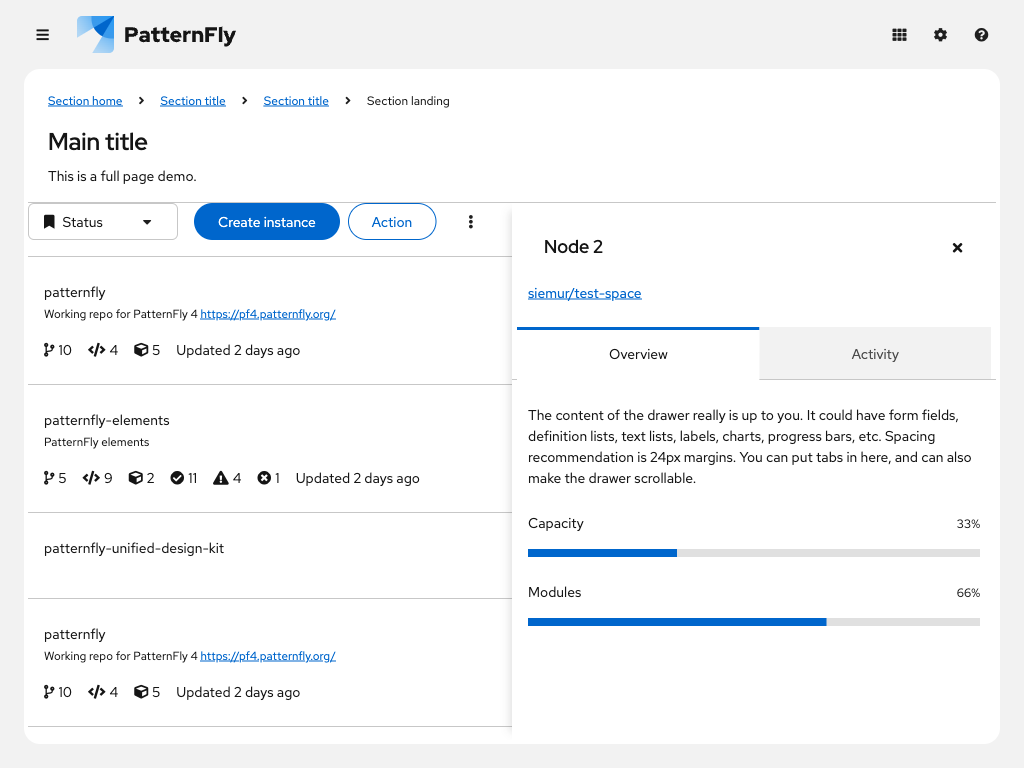 PatternFly
Section home Section title Section title Section landing
Main title
This is a full page demo.
Status Create instance Action
patternfly
Working repo for PatternFly 4 https://pf4.patternfly.org/
10 4 5 Updated 2 days ago
patternfly-elements
PatternFly elements
5 9 2 11 4 1 Updated 2 days ago
patternfly-unified-design-kit
patternfly
Working repo for PatternFly 4 https://pf4.patternfly.org/
10 4 5 Updated 2 days ago
Node 2
siemur/test-space
Overview Activity
The content of the drawer really is up to you. It could have form fields,
definition lists, text lists, labels, charts, progress bars, etc. Spacing
recommendation is 24px margins. You can put tabs in here, and can also
make the drawer scrollable.
Capacity 33%
Modules 66%